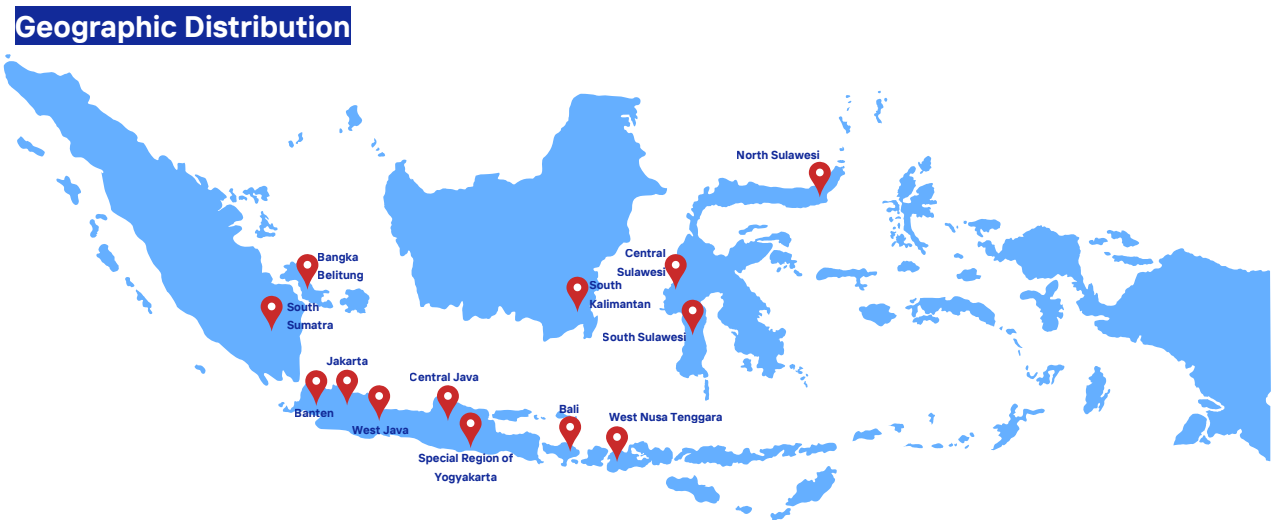 Geographic Distribution
North Sulawesi
Central
Sulawesi
Bangka
Belitung
South
Kalimantan
South
Sumatra
South Sulawesi
Jakarta
Central Java
Banten
Bali
West Nusa Tenggara
West Java
Special Region of
Yogyakarta